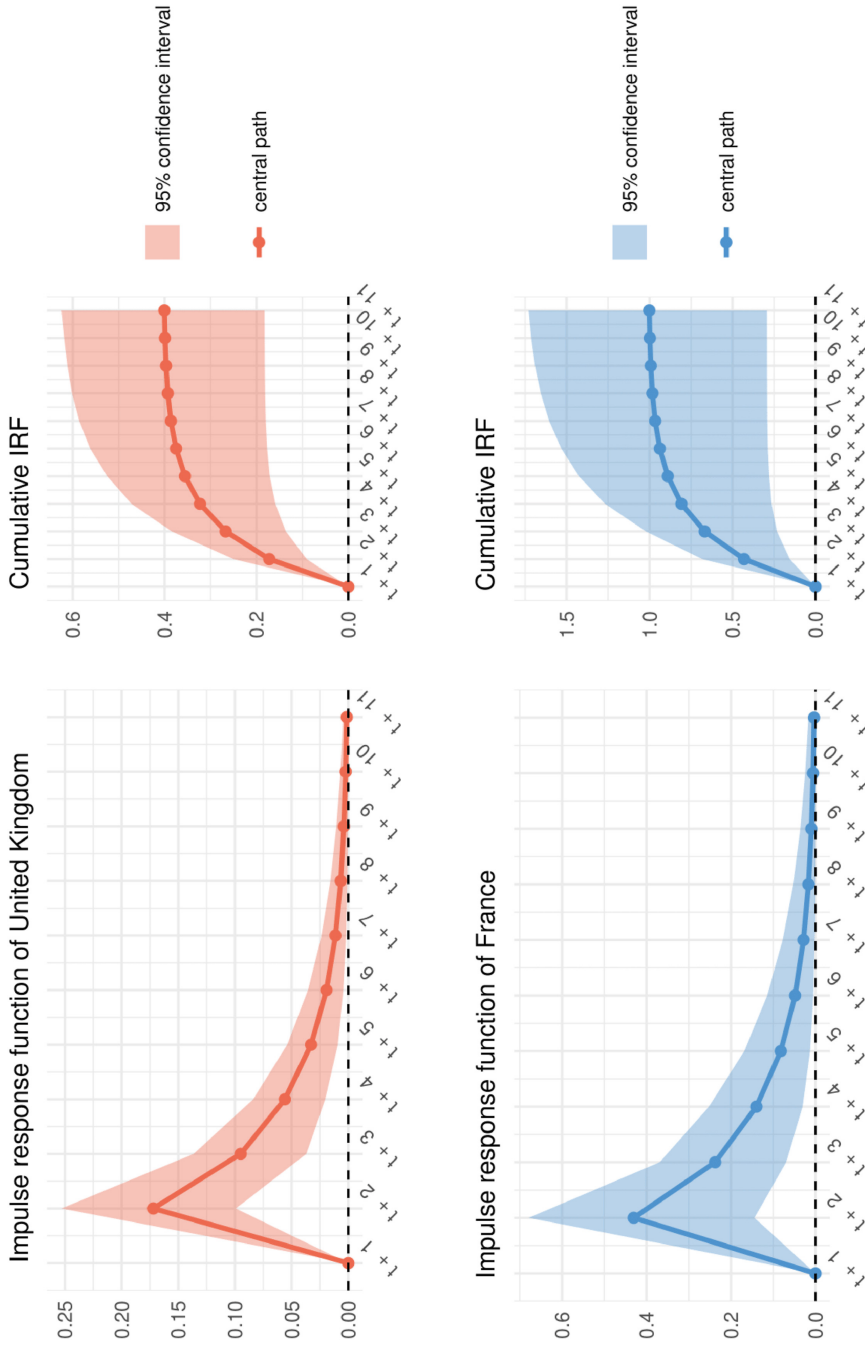 Impulse response function of United Kingdom
0.25
0.20
0.15
0.10
0.05
0.00
t+ 1
t+ 2
t+ 3
t+ 4
t+ 5
t+ 6
t+ 7
t+ 8
t+ 9
t+ 10
t+ 11
Cumulative IRF
0.6
0.4
0.2
0.0
t+ 1
t+ 2
t+ 3
t+ 4
t+ 5
t+ 6
t+ 7
t+ 8
t+ 9
t+ 10
t+ 11
95% confidence interval
central path
Impulse response function of France
0.6
0.4
0.2
0.0
t+ 1
t+ 2
t+ 3
t+ 4
t+ 5
t+ 6
t+ 7
t+ 8
t+ 9
t+ 10
t+ 11
Cumulative IRF
1.5
1.0
0.5
0.0
t+ 1
t+ 2
t+ 3
t+ 4
t+ 5
t+ 6
t+ 7
t+ 8
t+ 9
t+ 10
t+ 11
95% confidence interval
central path